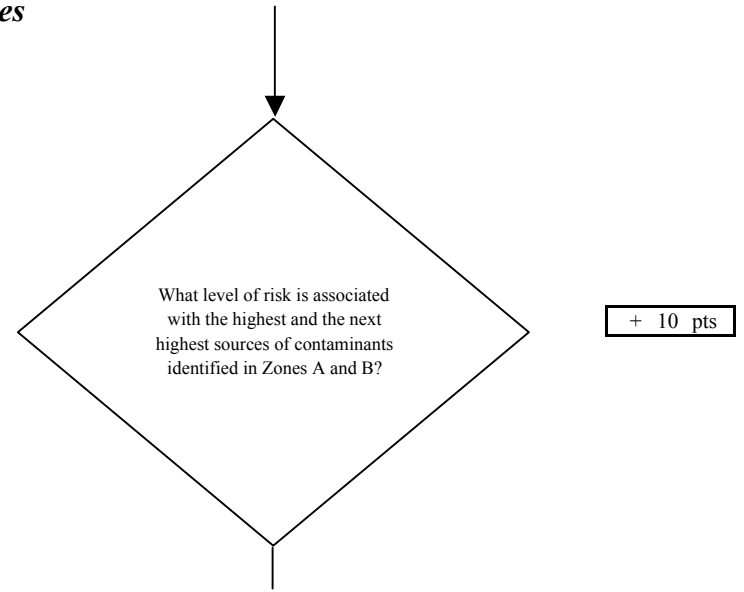 es
What level of risk is associated
with the highest and the next
highest sources of contaminants
identified in Zones A and B?
+ 10 pts